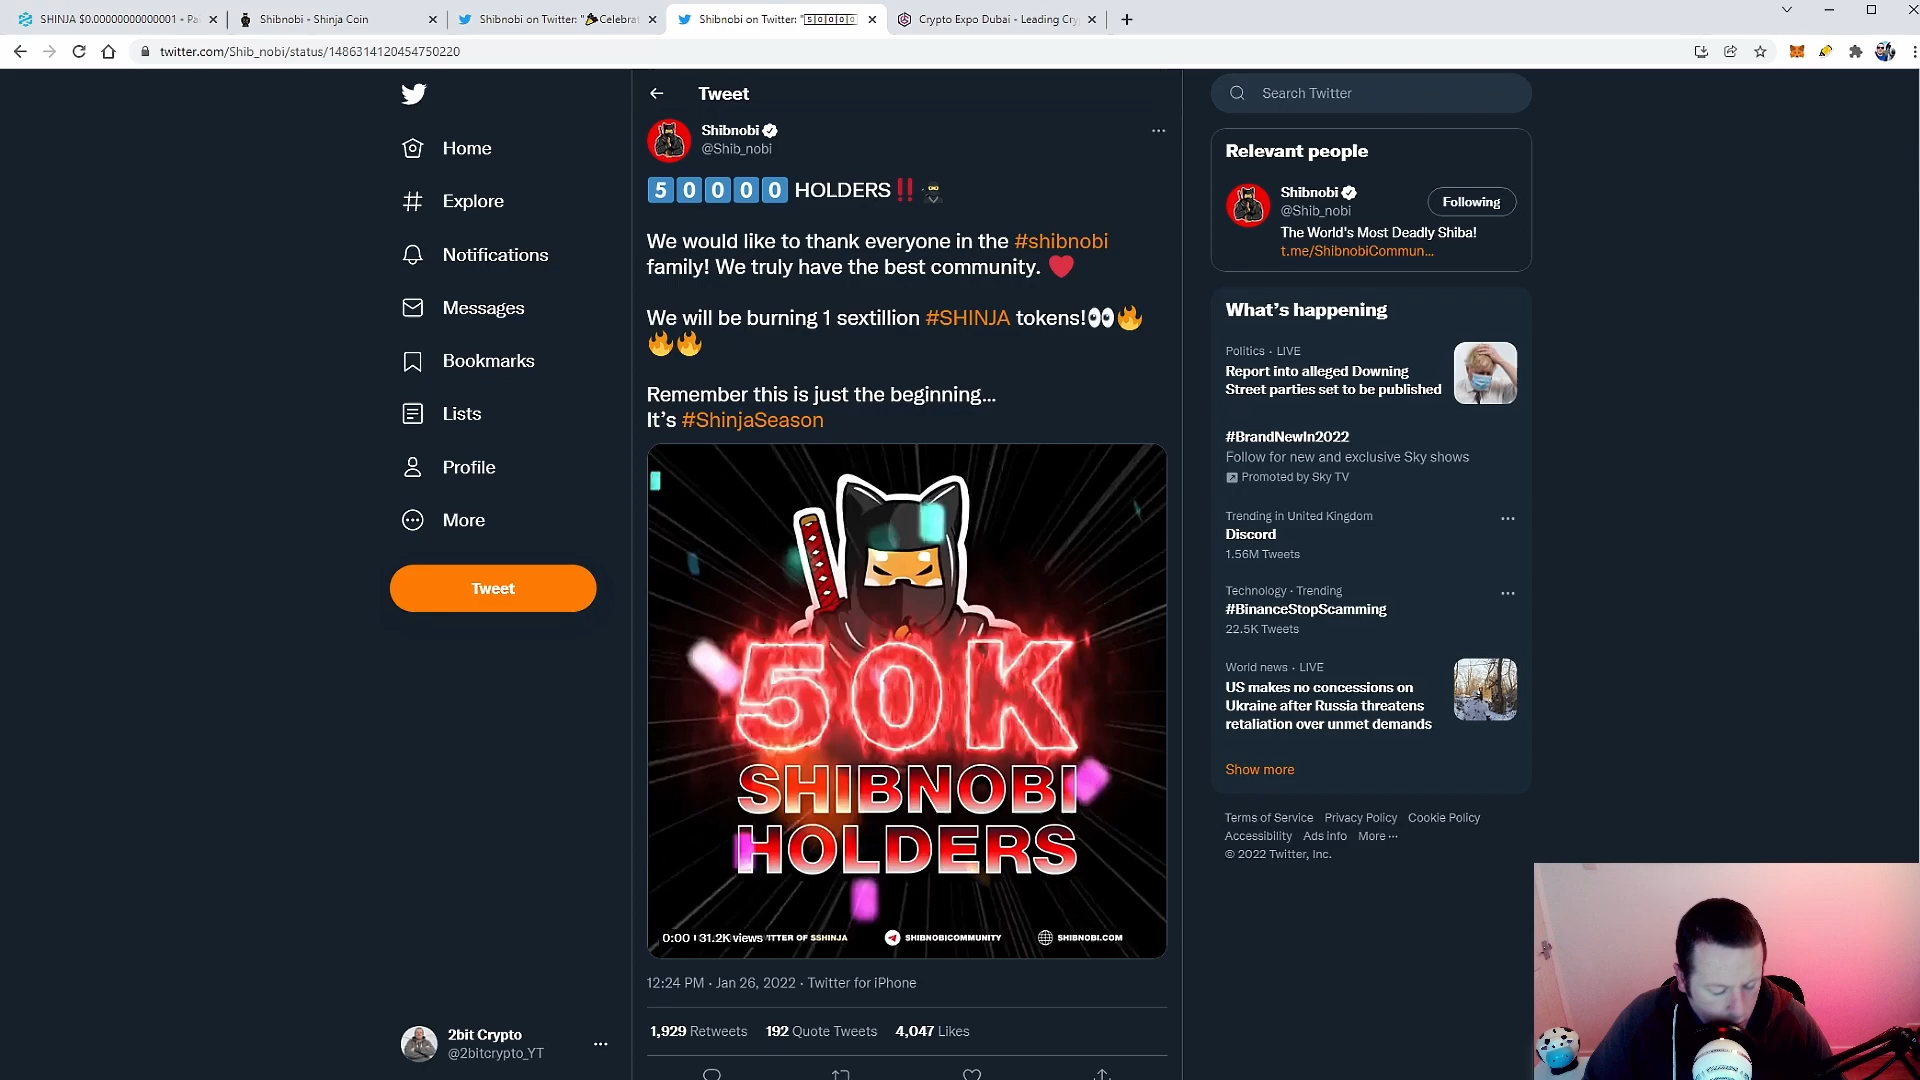 SHINJA $0.00000000000001 - Pa
Shibnobi - Shinja Coin
Shibnobi on Twitter: "🎉Celebrat
Shibnobi on Twitter: "5️⃣0️⃣0️⃣0️⃣0️⃣
Crypto Expo Dubai - Leading Cry
twitter.com/Shib_nobi/status/1486314120454750220
Home
Explore
Notifications
Messages
Bookmarks
Lists
Profile
More
Tweet
2bit Crypto
@2bitcrypto_YT
Tweet
Shibnobi
@Shib_nobi
5️⃣0️⃣0️⃣0️⃣0️⃣ HOLDERS‼️🥷
We would like to thank everyone in the #shibnobi
family! We truly have the best community. ❤️
We will be burning 1 sextillion #SHINJA tokens!👀🔥
🔥🔥
Remember this is just the beginning...
It's #ShinjaSeason
50K
SHIBNOBI
HOLDERS
0:00 31.2K views
ITTER OF $SHINJA
SHIBNOBICOMMUNITY
SHIBNOBI.COM
12:24 PM · Jan 26, 2022 · Twitter for iPhone
1,929 Retweets 192 Quote Tweets 4,047 Likes
Search Twitter
Relevant people
Shibnobi
@Shib_nobi
Following
The World's Most Deadly Shiba!
t.me/ShibnobiCommun...
What's happening
Politics · LIVE
Report into alleged Downing
Street parties set to be published
#BrandNewIn2022
Follow for new and exclusive Sky shows
Promoted by Sky TV
Trending in United Kingdom
Discord
1.56M Tweets
Technology · Trending
#BinanceStopScamming
22.5K Tweets
World news · LIVE
US makes no concessions on
Ukraine after Russia threatens
retaliation over unmet demands
Show more
Terms of Service Privacy Policy Cookie Policy
Accessibility Ads info More ...
© 2022 Twitter, Inc.